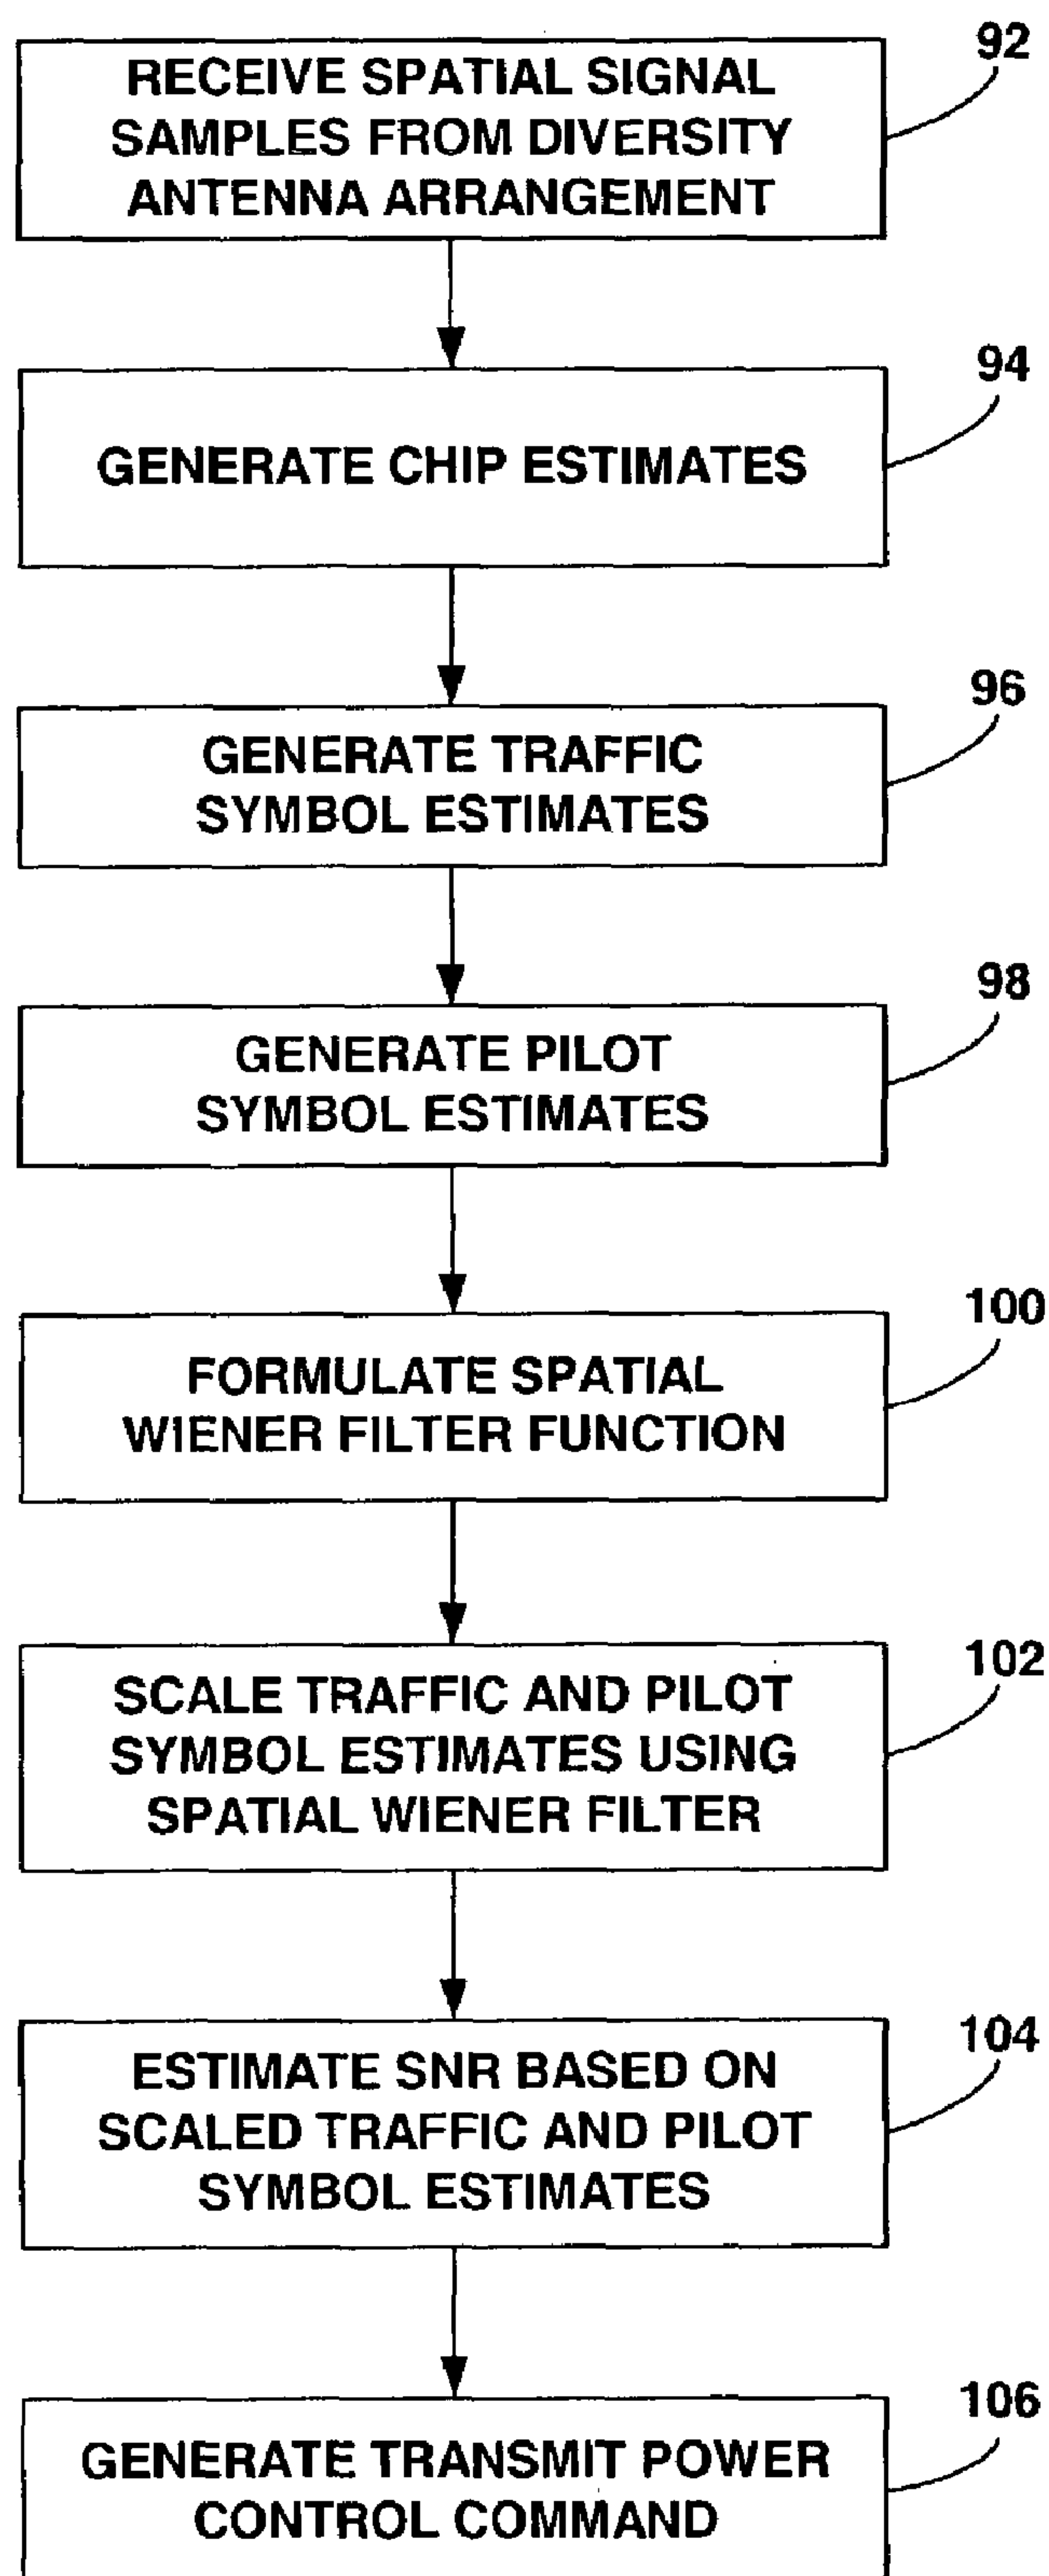 92
RECEIVE SPATIAL SIGNAL
SAMPLES FROM DIVERSITY
ANTENNA ARRANGEMENT
94
GENERATE CHIP ESTIMATES
96
GENERATE TRAFFIC
SYMBOL ESTIMATES
98
GENERATE PILOT
SYMBOL ESTIMATES
100
FORMULATE SPATIAL
WIENER FILTER FUNCTION
102
SCALE TRAFFIC AND PILOT
SYMBOL ESTIMATES USING
SPATIAL WIENER FILTER
104
ESTIMATE SNR BASED ON
SCALED TRAFFIC AND PILOT
SYMBOL ESTIMATES
106
GENERATE TRANSMIT POWER
CONTROL COMMAND